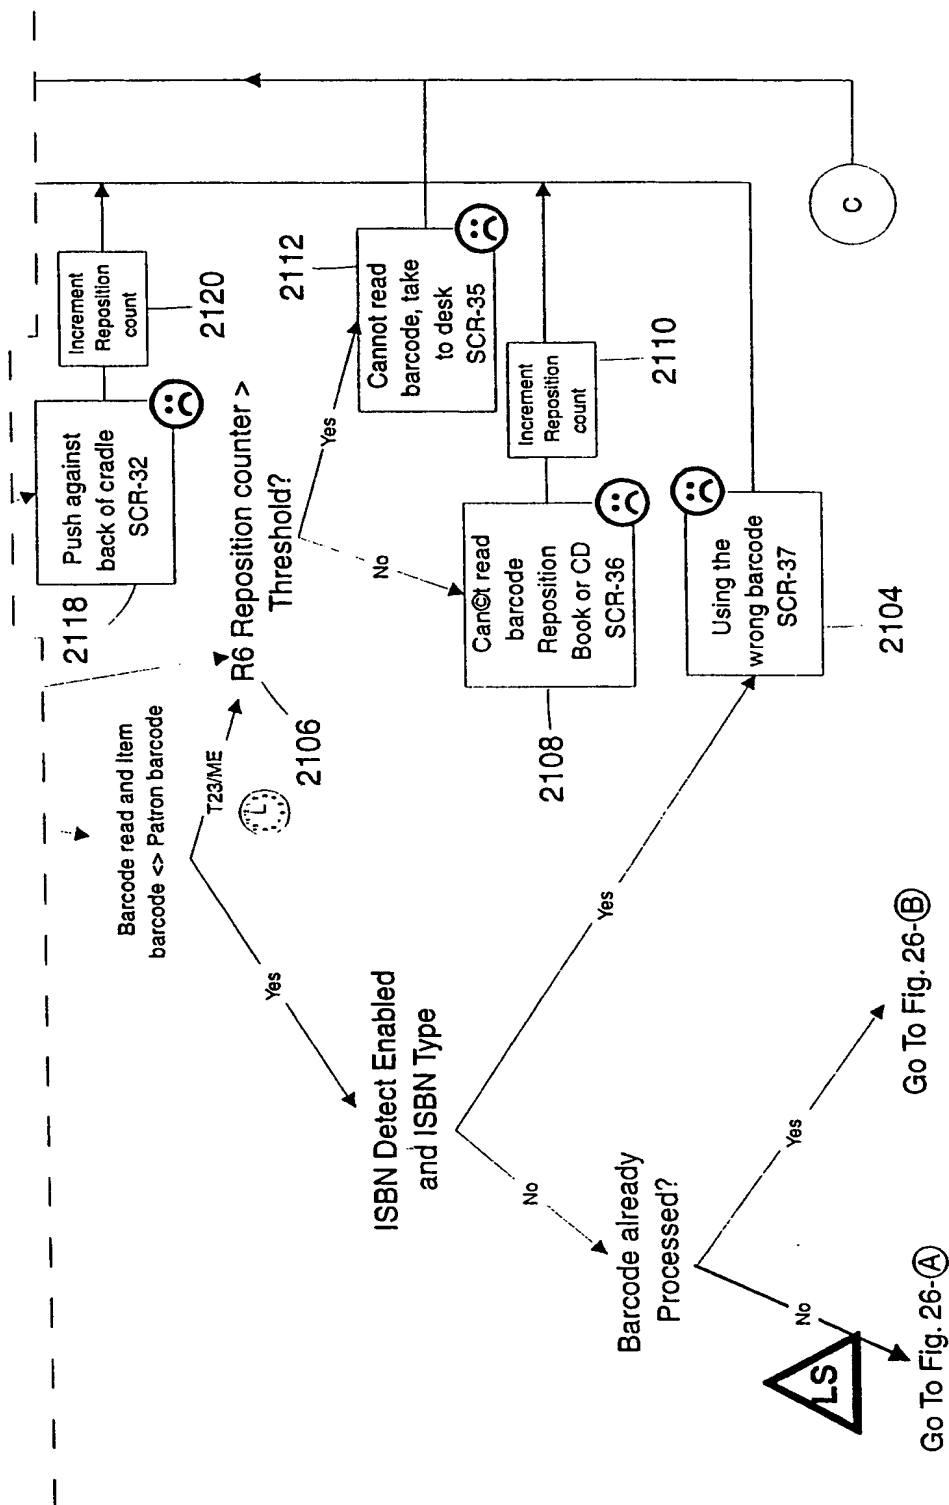 Push against
back of cradle
SCR-32
2118
Increment
Reposition
count
2120
Barcode read and Item
barcode <> Patron barcode
T23/ME
L
R6 Reposition counter >
Threshold?
2106
Yes
Cannot read
barcode, take
to desk
SCR-35
2112
No
Can©t read
barcode
Reposition
Book or CD
SCR-36
2108
Increment
Reposition
count
2110
Yes
ISBN Detect Enabled
and ISBN Type
Yes
Using the
wrong barcode
SCR-37
2104
No
Barcode already
Processed?
Yes
Go To Fig. 26-B
No
LS
Go To Fig. 26-A
C